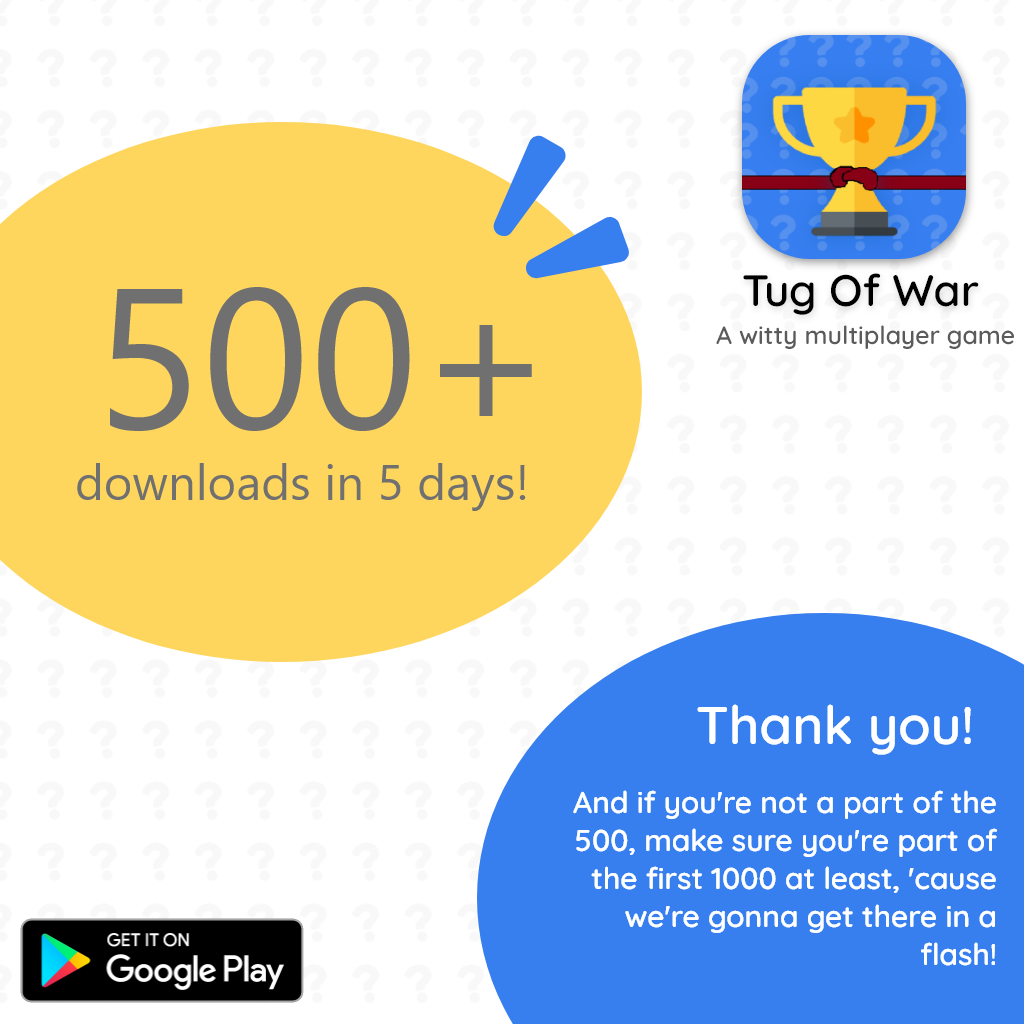 Tug Of War
A witty multiplayer game
500+
downloads in 5 days!
Thank you!
And if you're not a part of the
500, make sure you're part of
the first 1000 at least, 'cause
we're gonna get there in a
flash!
GET IT ON
Google Play